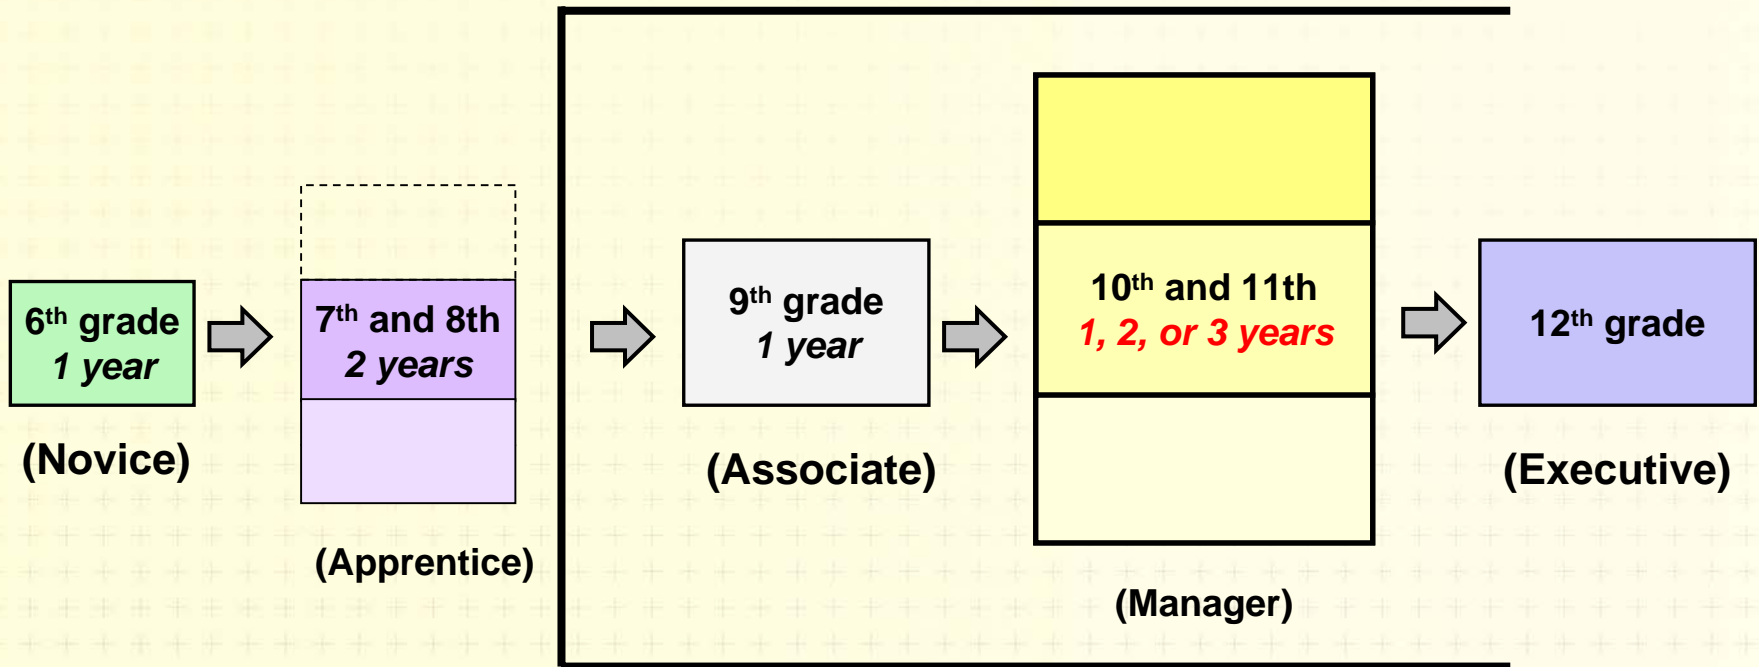 6th grade
1 year
(Novice)
7th and 8th
2 years
(Apprentice)
9th grade
1 year
(Associate)
10th and 11th
1, 2, or 3 years
(Manager)
12th grade
(Executive)